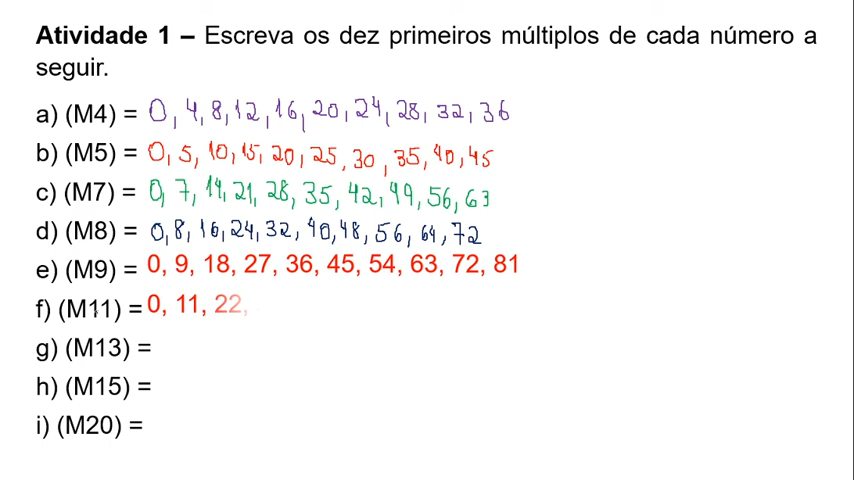 Atividade 1 – Escreva os dez primeiros múltiplos de cada número a
seguir.
a) (M4) = 0, 4, 8, 12, 16, 20, 24, 28, 32, 36
b) (M5) = 0, 5, 10, 15, 20, 25, 30, 35, 40, 45
c) (M7) = 0, 7, 14, 21, 28, 35, 42, 49, 56, 63
d) (M8) = 0, 8, 16, 24, 32, 40, 48, 56, 64, 72
e) (M9) = 0, 9, 18, 27, 36, 45, 54, 63, 72, 81
f) (M11) = 0, 11, 22,
g) (M13) =
h) (M15) =
i) (M20) =